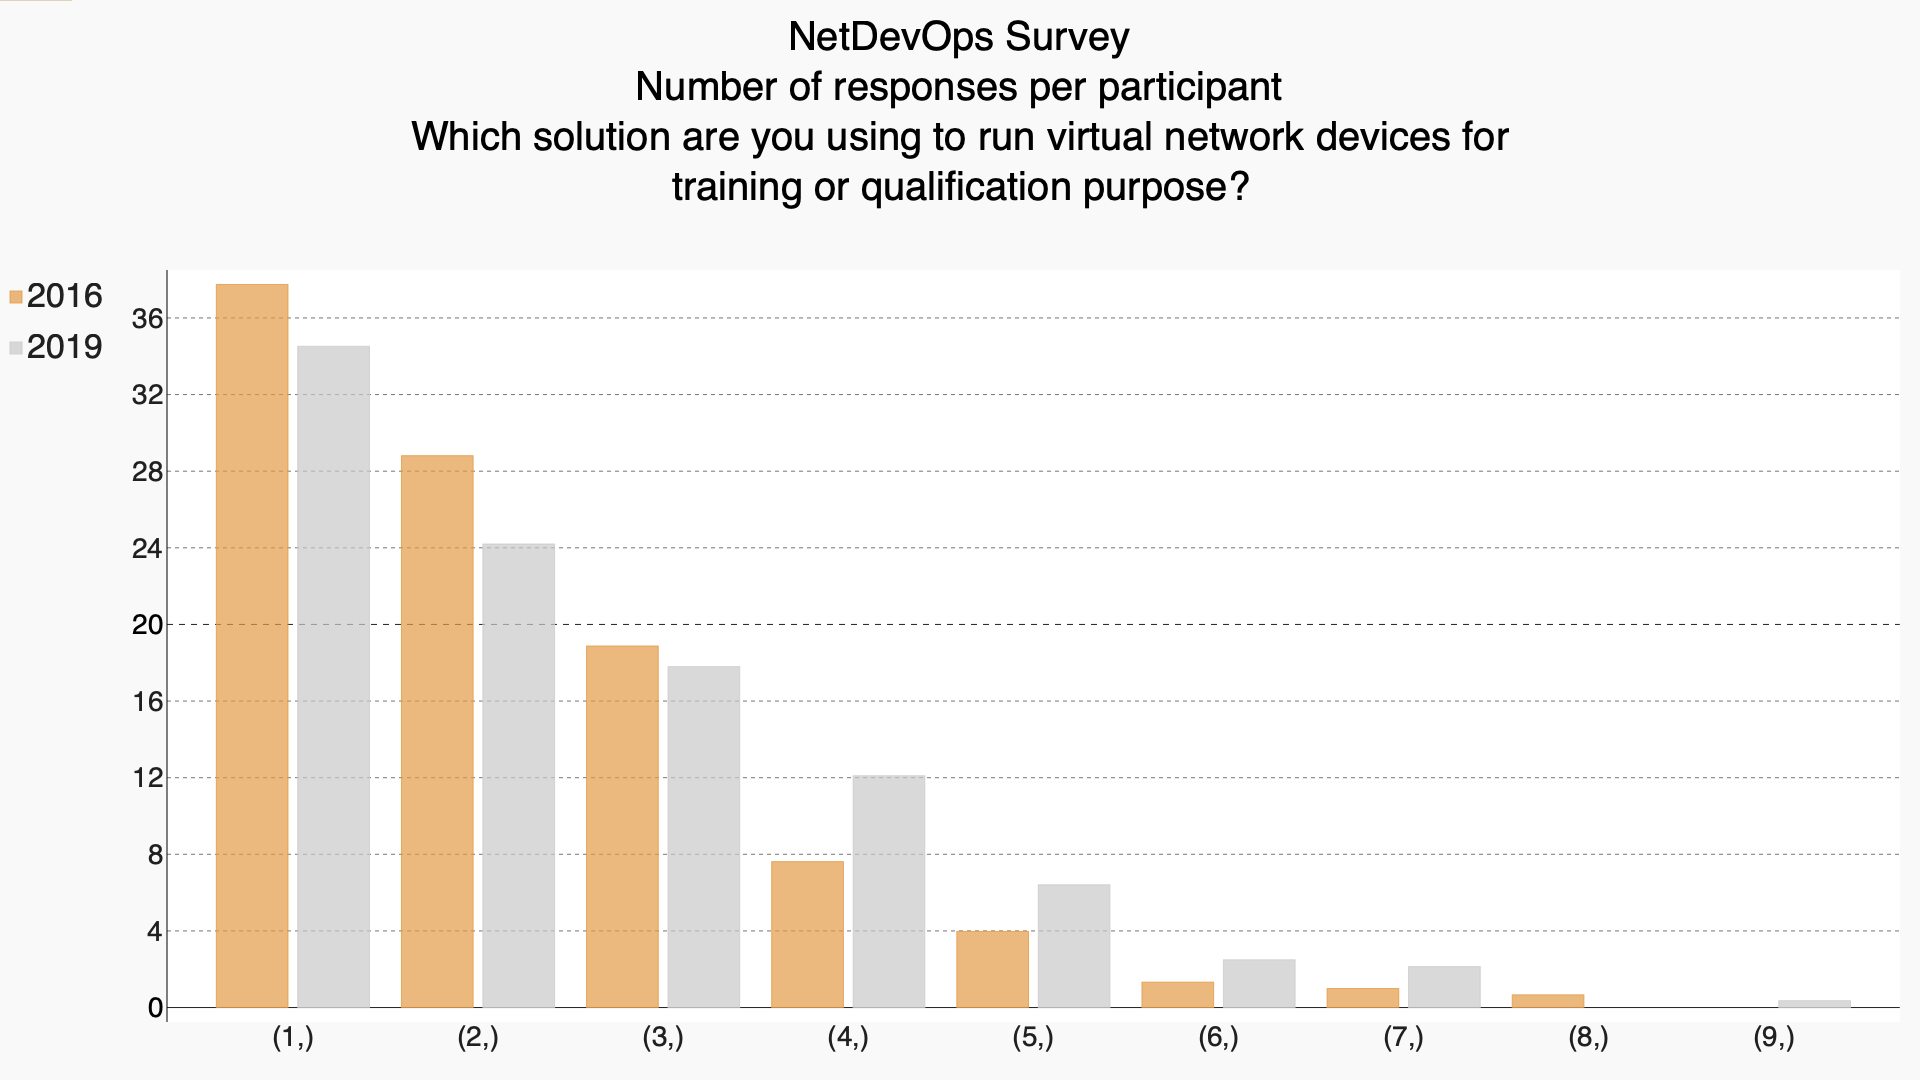 NetDevOps Survey
Number of responses per participant
Which solution are you using to run virtual network devices for
training or qualification purpose?
2016
2019
36
32
28
24
20
16
12
8
4
0
(1,) (2,) (3,) (4,) (5,) (6,) (7,) (8,) (9,)